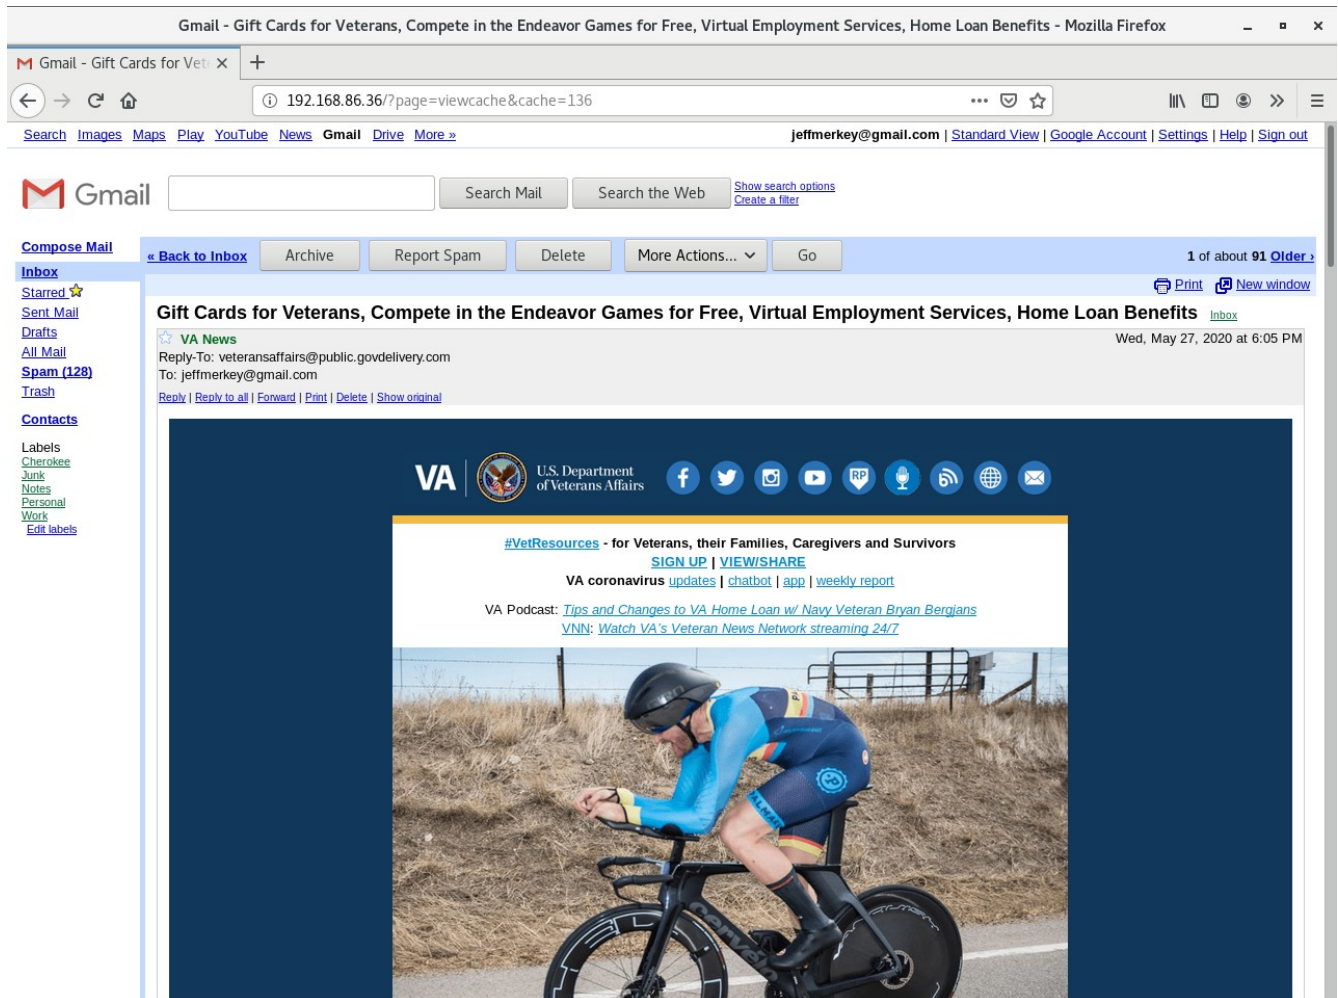 Gmail - Gift Cards for Veterans, Compete in the Endeavor Games for Free, Virtual Employment Services, Home Loan Benefits - Mozilla Firefox
Gmail - Gift Cards for Vet
192.168.86.36/?page=viewcache&cache=136
Search Images Maps Play YouTube News Gmail Drive More »
jeffmerkey@gmail.com | Standard View | Google Account | Settings | Help | Sign out
Gmail
Search Mail
Search the Web
Show search options
Create a filter
Compose Mail
Inbox
Starred
Sent Mail
Drafts
All Mail
Spam (128)
Trash
Contacts
Labels
Cherokee
Junk
Notes
Personal
Work
Edit labels
« Back to Inbox Archive Report Spam Delete More Actions... Go
1 of about 91 Older ›
Print New window
Gift Cards for Veterans, Compete in the Endeavor Games for Free, Virtual Employment Services, Home Loan Benefits Inbox
VA News
Wed, May 27, 2020 at 6:05 PM
Reply-To: veteransaffairs@public.govdelivery.com
To: jeffmerkey@gmail.com
Reply | Reply to all | Forward | Print | Delete | Show original
VA
U.S. Department
of Veterans Affairs
RP
#VetResources - for Veterans, their Families, Caregivers and Survivors
SIGN UP | VIEW/SHARE
VA coronavirus updates | chatbot | app | weekly report
VA Podcast: Tips and Changes to VA Home Loan w/ Navy Veteran Bryan Bergjans
VNN: Watch VA's Veteran News Network streaming 24/7
cervélo